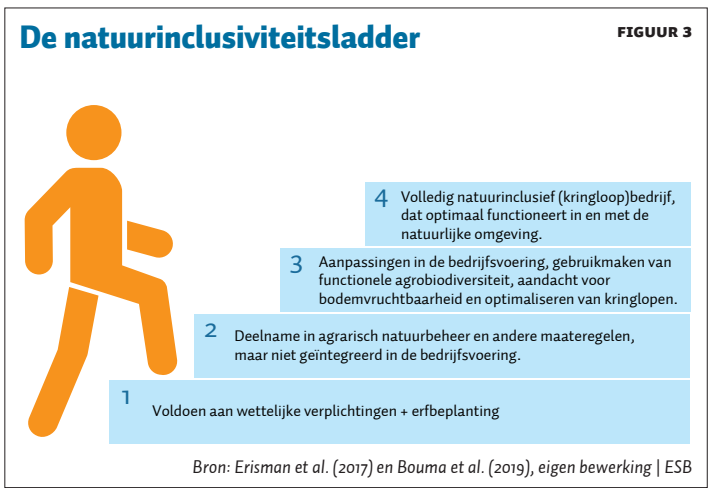 De natuurinclusiviteitsladder
FIGUUR 3
4 Volledig natuurinclusief (kringloop)bedrijf,
dat optimaal functioneert in en met de
natuurlijke omgeving.
3 Aanpassingen in de bedrijfsvoering, gebruikmaken van
functionele agrobiodiversiteit, aandacht voor
bodemvruchtbaarheid en optimaliseren van kringlopen.
2 Deelname in agrarisch natuurbeheer en andere maateregelen,
maar niet geïntegreerd in de bedrijfsvoering.
1 Voldoen aan wettelijke verplichtingen + erfbeplanting
Bron: Erisman et al. (2017) en Bouma et al. (2019), eigen bewerking | ESB